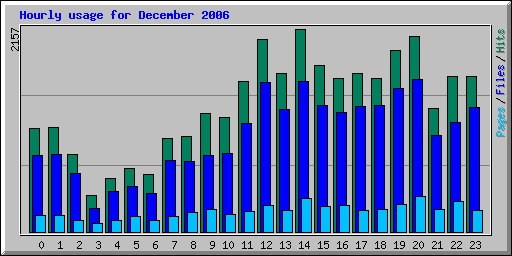 Hourly usage for December 2006
2157
Pages / Files / Hits
0 1 2 3 4 5 6 7 8 9 10 11 12 13 14 15 16 17 18 19 20 21 22 23